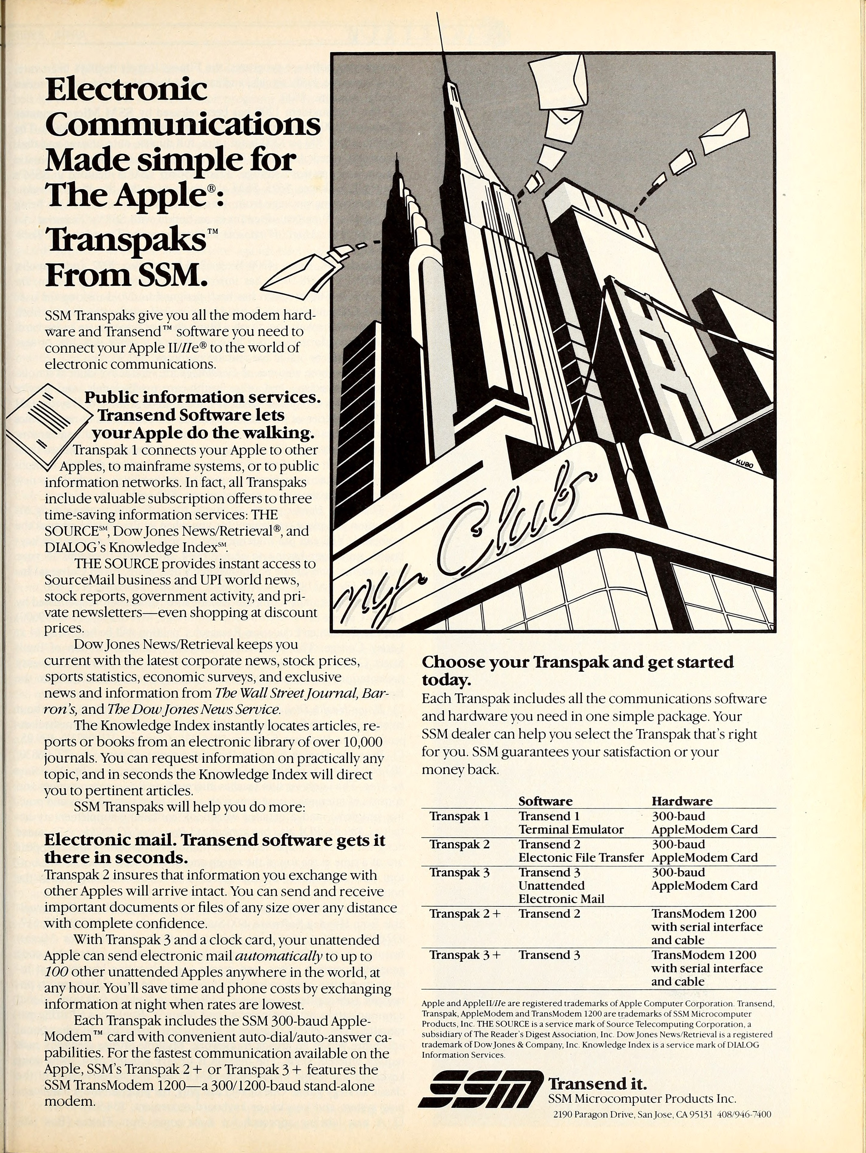 Electronic
Communications
Made simple for
The Apple®:
Transpaks™
From SSM.
SSM Transpaks give you all the modem hard-
ware and Transend™ software you need to
connect your Apple II/IIe® to the world of
electronic communications.
Public information services.
Transend Software lets
your Apple do the walking.
Transpak 1 connects your Apple to other
Apples, to mainframe systems, or to public
information networks. In fact, all Transpaks
include valuable subscription offers to three
time-saving information services: THE
SOURCE℠, Dow Jones News/Retrieval®, and
DIALOG's Knowledge Index℠.
THE SOURCE provides instant access to
SourceMail business and UPI world news,
stock reports, government activity, and pri-
vate newsletters—even shopping at discount
prices.
Dow Jones News/Retrieval keeps you
current with the latest corporate news, stock prices,
sports statistics, economic surveys, and exclusive
news and information from The Wall Street Journal, Bar-
ron's, and The Dow Jones News Service.
The Knowledge Index instantly locates articles, re-
ports or books from an electronic library of over 10,000
journals. You can request information on practically any
topic, and in seconds the Knowledge Index will direct
you to pertinent articles.
SSM Transpaks will help you do more:
Electronic mail. Transend software gets it
there in seconds.
Transpak 2 insures that information you exchange with
other Apples will arrive intact. You can send and receive
important documents or files of any size over any distance
with complete confidence.
With Transpak 3 and a clock card, your unattended
Apple can send electronic mail automatically to up to
100 other unattended Apples anywhere in the world, at
any hour. You'll save time and phone costs by exchanging
information at night when rates are lowest.
Each Transpak includes the SSM 300-baud Apple-
Modem™ card with convenient auto-dial/auto-answer ca-
pabilities. For the fastest communication available on the
Apple, SSM's Transpak 2+ or Transpak 3+ features the
SSM TransModem 1200—a 300/1200-baud stand-alone
modem.
KUBO
ny. Club
Choose your Transpak and get started
today.
Each Transpak includes all the communications software
and hardware you need in one simple package. Your
SSM dealer can help you select the Transpak that's right
for you. SSM guarantees your satisfaction or your
money back.
Software Hardware
Transpak 1 Transend 1 300-baud
Terminal Emulator AppleModem Card
Transpak 2 Transend 2 300-baud
Electonic File Transfer AppleModem Card
Transpak 3 Transend 3 300-baud
Unattended AppleModem Card
Electronic Mail
Transpak 2+ Transend 2 TransModem 1200
with serial interface
and cable
Transpak 3+ Transend 3 TransModem 1200
with serial interface
and cable
Apple and AppleII/IIe are registered trademarks of Apple Computer Corporation. Transend,
Transpak, AppleModem and TransModem 1200 are trademarks of SSM Microcomputer
Products, Inc. THE SOURCE is a service mark of Source Telecomputing Corporation, a
subsidiary of The Reader's Digest Association, Inc. Dow Jones News/Retrieval is a registered
trademark of Dow Jones & Company, Inc. Knowledge Index is a service mark of DIALOG
Information Services.
SSM Transend it.
SSM Microcomputer Products Inc.
2190 Paragon Drive, San Jose, CA 95131 408/946-7400